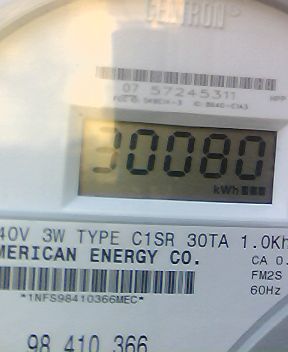 CENTRON®
07 57245311
30080
kWh
40V 3W TYPE C1SR 30TA 1.0Kh
MERICAN ENERGY CO.
CA 0.
FM2S
60Hz
*1NFS98410366MEC*
98 410 366